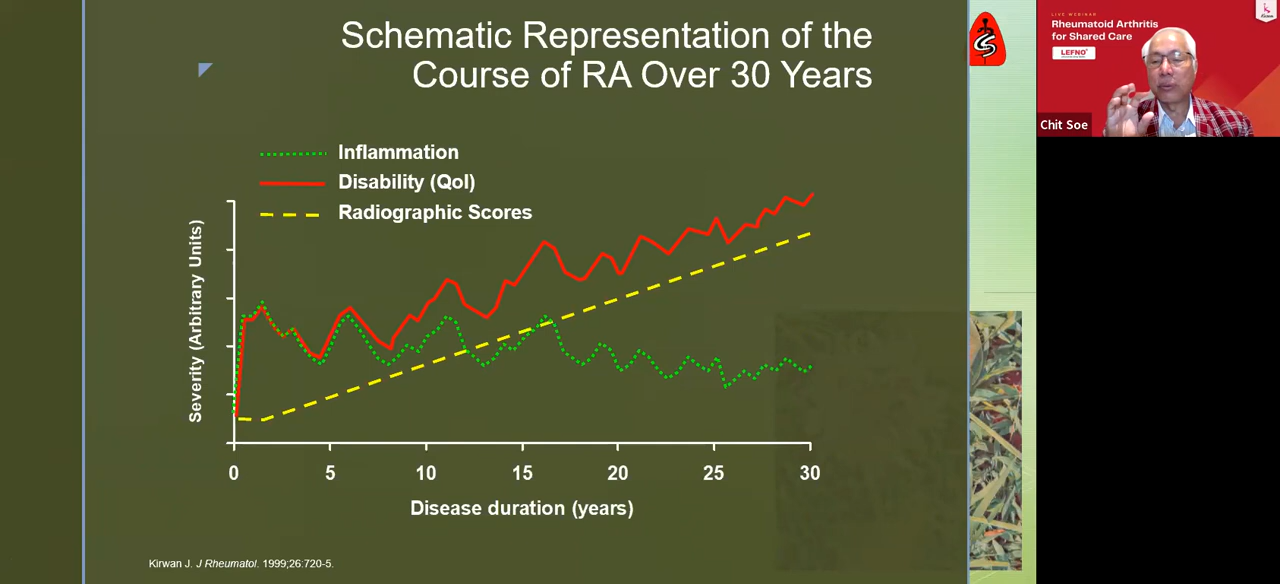 Schematic Representation of the
Course of RA Over 30 Years
Inflammation
Disability (Qol)
Radiographic Scores
Severity (Arbitrary Units)
0 5 10 15 20 25 30
Disease duration (years)
Kirwan J. J Rheumatol. 1999;26:720-5.
LIVE WEBINAR
Rheumatoid Arthritis
for Shared Care
LEFNO
Chit Soe